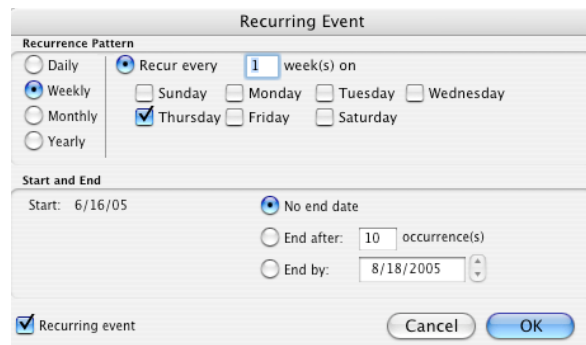 Recurring Event
Recurrence Pattern
Daily Recur every 1 week(s) on
Weekly Sunday Monday Tuesday Wednesday
Monthly Thursday Friday Saturday
Yearly
Start and End
Start: 6/16/05 No end date
End after: 10 occurrence(s)
End by: 8/18/2005
Recurring event Cancel OK